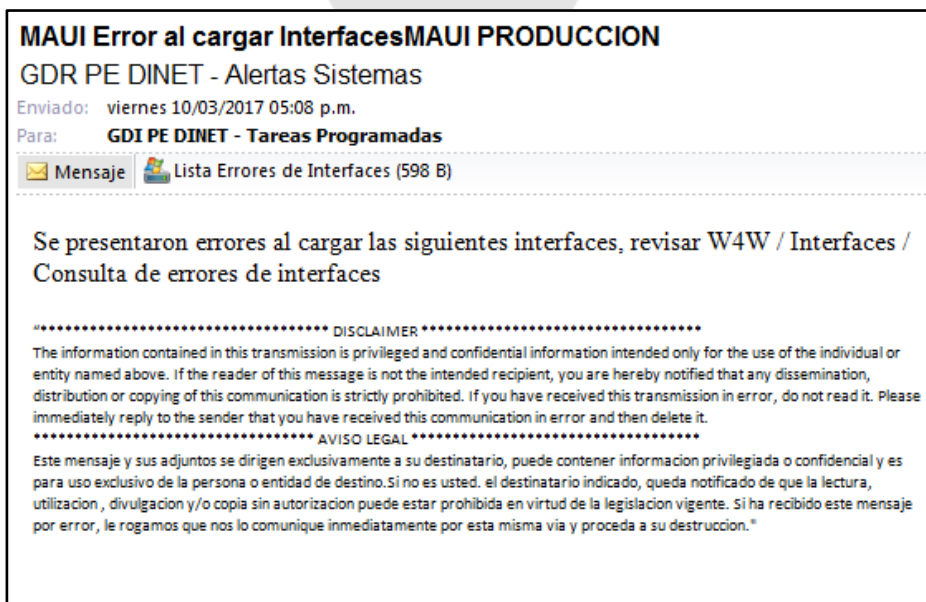 MAUI Error al cargar InterfacesMAUI PRODUCCION
GDR PE DINET - Alertas Sistemas
Enviado: viernes 10/03/2017 05:08 p.m.
Para: GDI PE DINET - Tareas Programadas
Mensaje Lista Errores de Interfaces (598 B)
Se presentaron errores al cargar las siguientes interfaces, revisar W4W / Interfaces /
Consulta de errores de interfaces
"*********************************** DISCLAIMER **********************************
The information contained in this transmission is privileged and confidential information intended only for the use of the individual or
entity named above. If the reader of this message is not the intended recipient, you are hereby notified that any dissemination,
distribution or copying of this communication is strictly prohibited. If you have received this transmission in error, do not read it. Please
immediately reply to the sender that you have received this communication in error and then delete it.
********************************** AVISO LEGAL ***********************************
Este mensaje y sus adjuntos se dirigen exclusivamente a su destinatario, puede contener informacion privilegiada o confidencial y es
para uso exclusivo de la persona o entidad de destino.Si no es usted. el destinatario indicado, queda notificado de que la lectura,
utilizacion , divulgacion y/o copia sin autorizacion puede estar prohibida en virtud de la legislacion vigente. Si ha recibido este mensaje
por error, le rogamos que nos lo comunique inmediatamente por esta misma via y proceda a su destruccion."